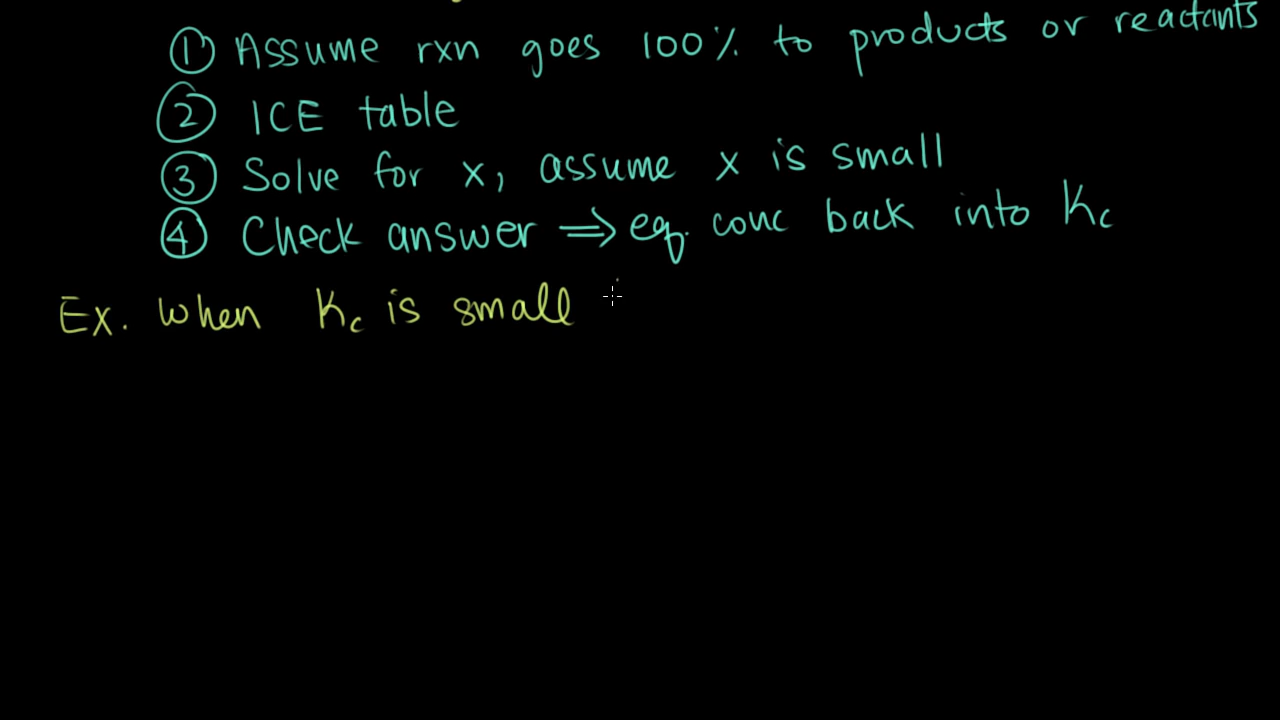 ① Assume rxn goes 100% to products or reactants
② ICE table
③ Solve for x, assume x is small
④ Check answer ⇒ eq. conc back into Kc
Ex. when Kc is small